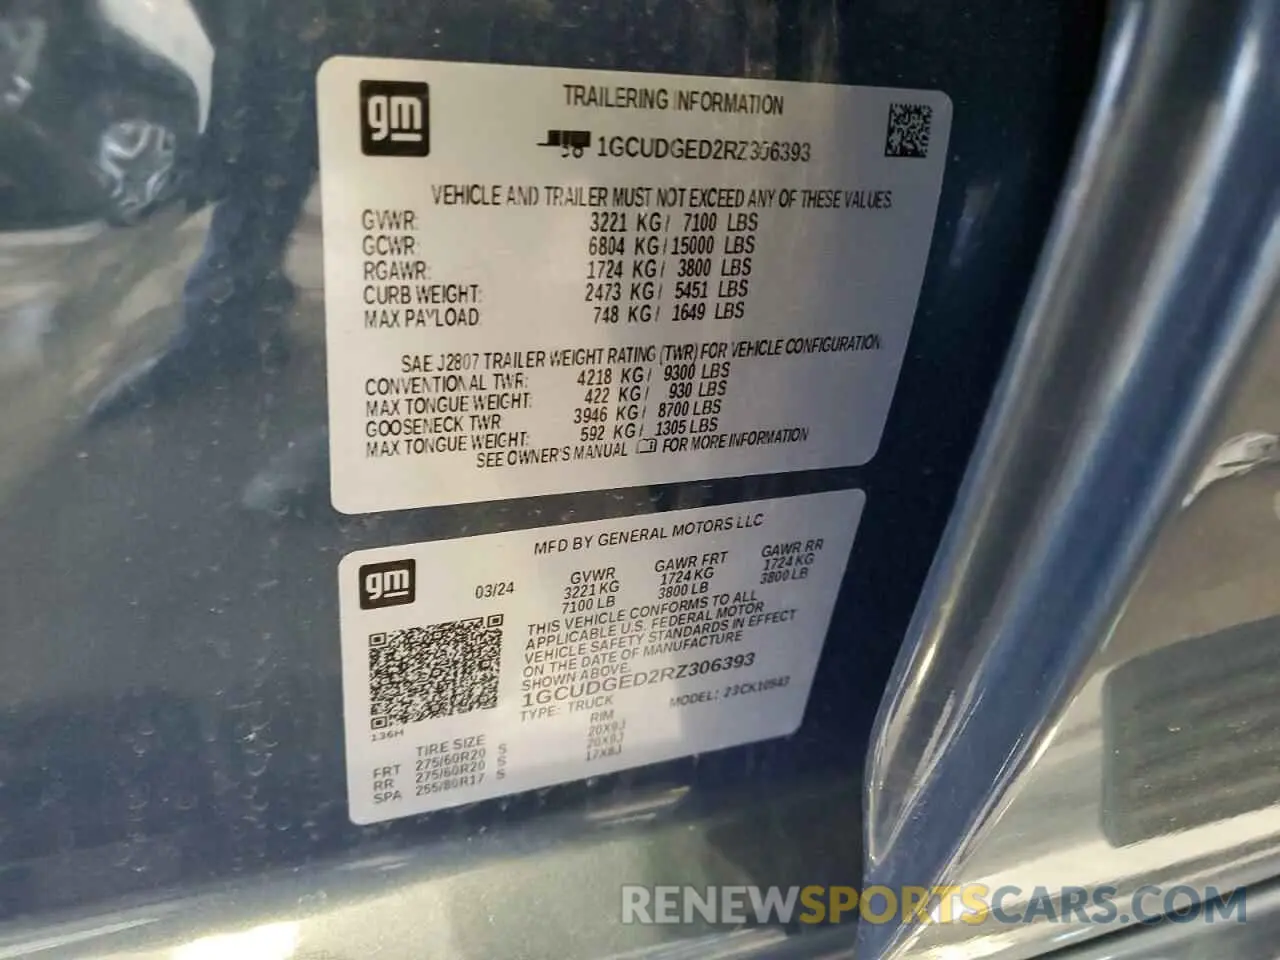 gm
TRAILERING INFORMATION
1GCUDGED2RZ306393
VEHICLE AND TRAILER MUST NOT EXCEED ANY OF THESE VALUES
GVWR: 3221 KG/ 7100 LBS
GCWR: 6804 KG/15000 LBS
RGAWR: 1724 KG/ 3800 LBS
CURB WEIGHT: 2473 KG/ 5451 LBS
MAX PAYLOAD: 748 KG/ 1649 LBS
SAE J2807 TRAILER WEIGHT RATING (TWR) FOR VEHICLE CONFIGURATION
CONVENTIONAL TWR: 4218 KG/ 9300 LBS
MAX TONGUE WEIGHT: 422 KG/ 930 LBS
GOOSENECK TWR 3946 KG/ 8700 LBS
MAX TONGUE WEIGHT: 592 KG/ 1305 LBS
SEE OWNER'S MANUAL FOR MORE INFORMATION
MFD BY GENERAL MOTORS LLC
gm
03/24
GVWR GAWR FRT GAWR RR
3221 KG 1724 KG 1724 KG
7100 LB 3800 LB 3800 LB
THIS VEHICLE CONFORMS TO ALL
APPLICABLE U.S. FEDERAL MOTOR
VEHICLE SAFETY STANDARDS IN EFFECT
ON THE DATE OF MANUFACTURE
SHOWN ABOVE.
1GCUDGED2RZ306393
TYPE: TRUCK MODEL: 23CK10543
136H
TIRE SIZE RIM
FRT 275/60R20 S 20X9J
RR 275/60R20 S 20X9J
SPA 255/80R17 S 17X8J
RENEWSPORTSCARS.COM